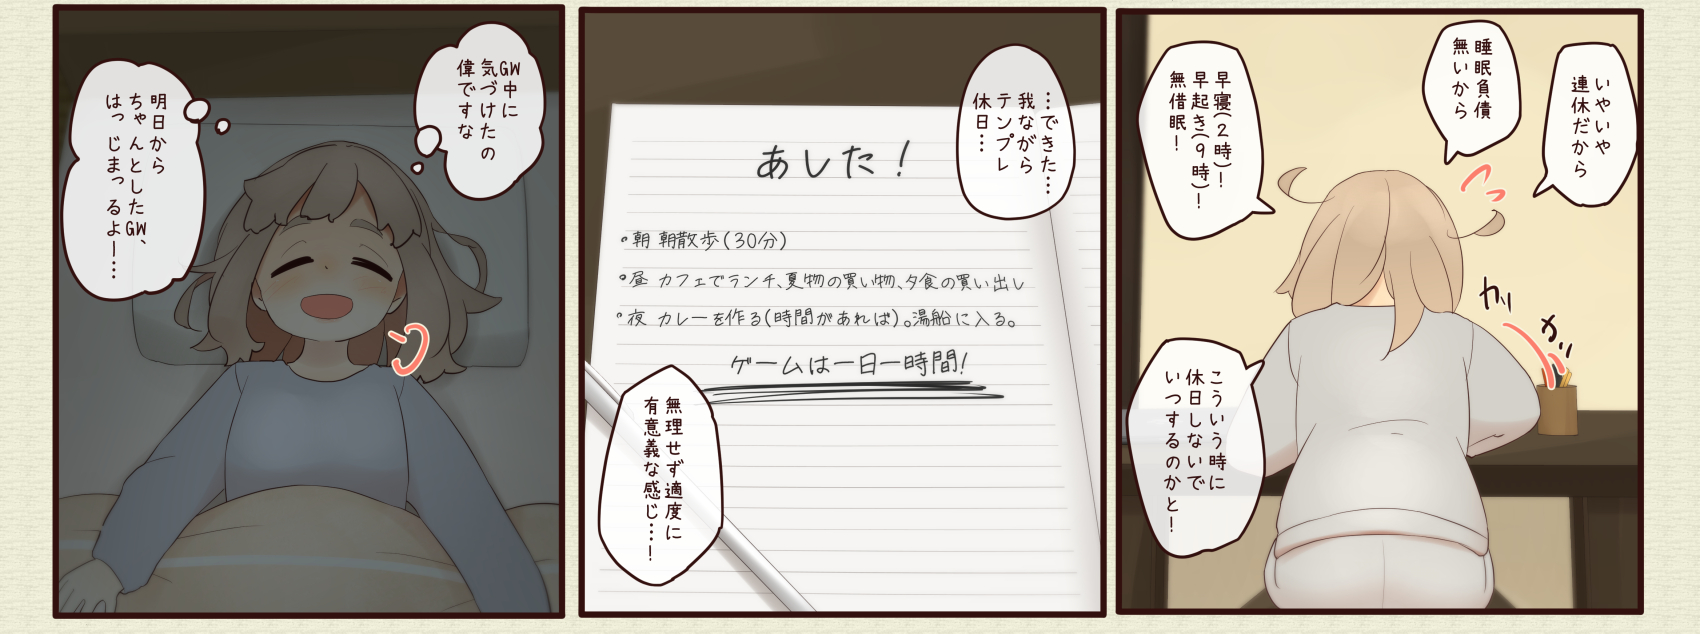 いやいや
連休だから
睡眠負債
無いから
早寝(2時)!
早起き(9時)!
無借眠!
カリ
カリ
こういう時に
休日しないで
いつするのかと!
…できた…
我ながら
テンプレ
休日…
あした!
・朝 朝散歩(30分)
・昼 カフェでランチ、夏物の買い物、夕食の買い出し
・夜 カレーを作る(時間があれば)。湯船に入る。
ゲームは一日一時間!
無理せず適度に
有意義な感じ…!
GW中に
気づけたの
偉ですな
明日から
ちゃんとしたGW、
はっじまっるよー…